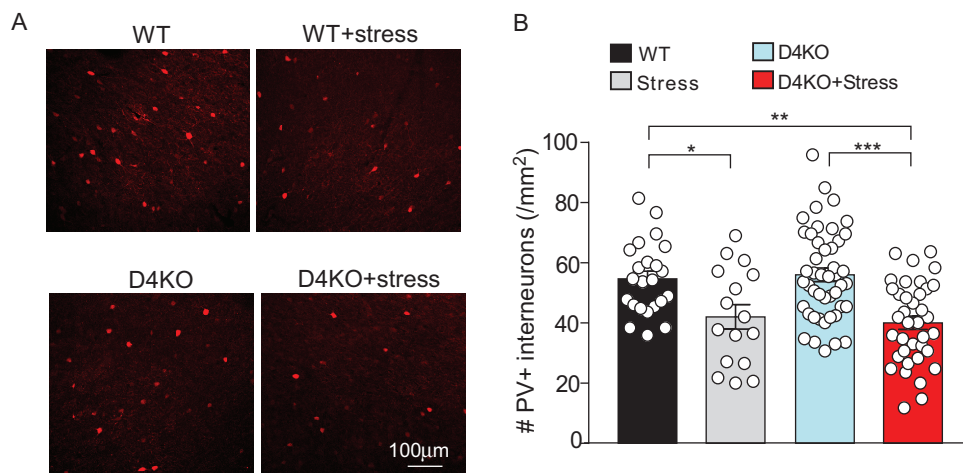 A
WT
WT+stress
D4KO
D4KO+stress
100μm
B
WT
D4KO
Stress
D4KO+Stress
**
*
***
# PV+ interneurons (/mm²)
100
80
60
40
20
0